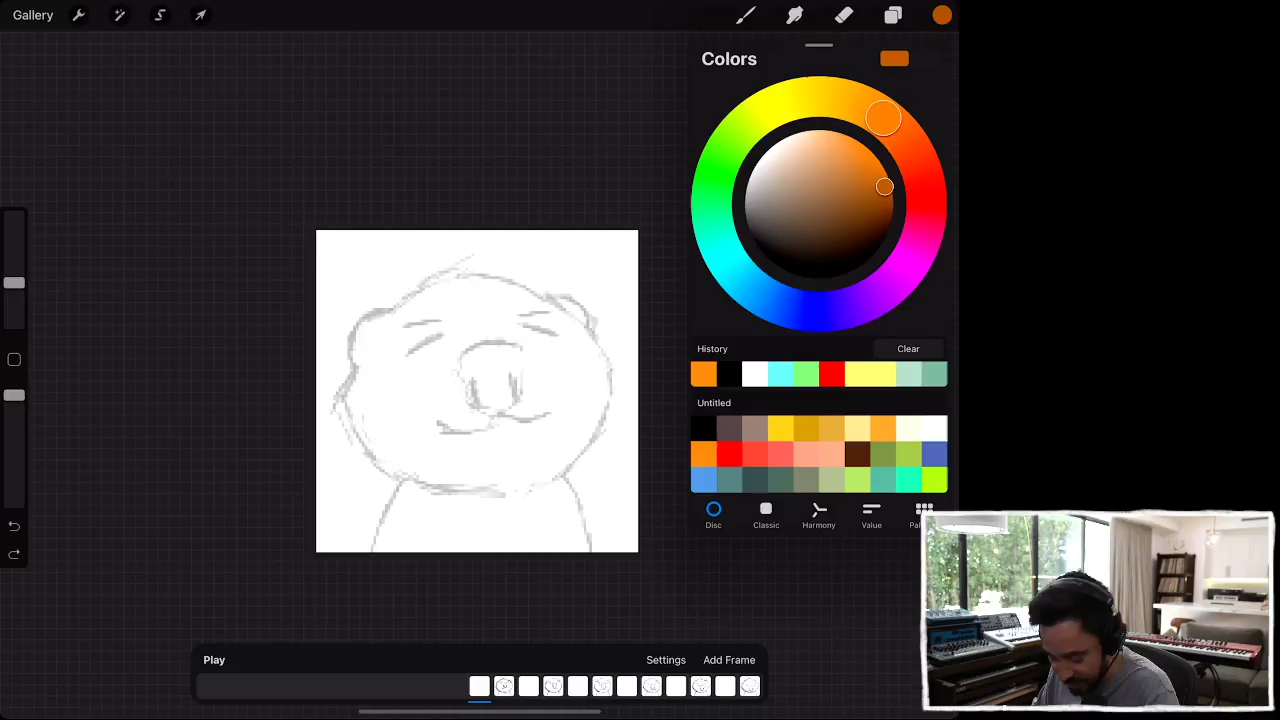 Gallery
Colors
History
Clear
Untitled
Disc
Classic
Harmony
Value
Play
Settings
Add Frame